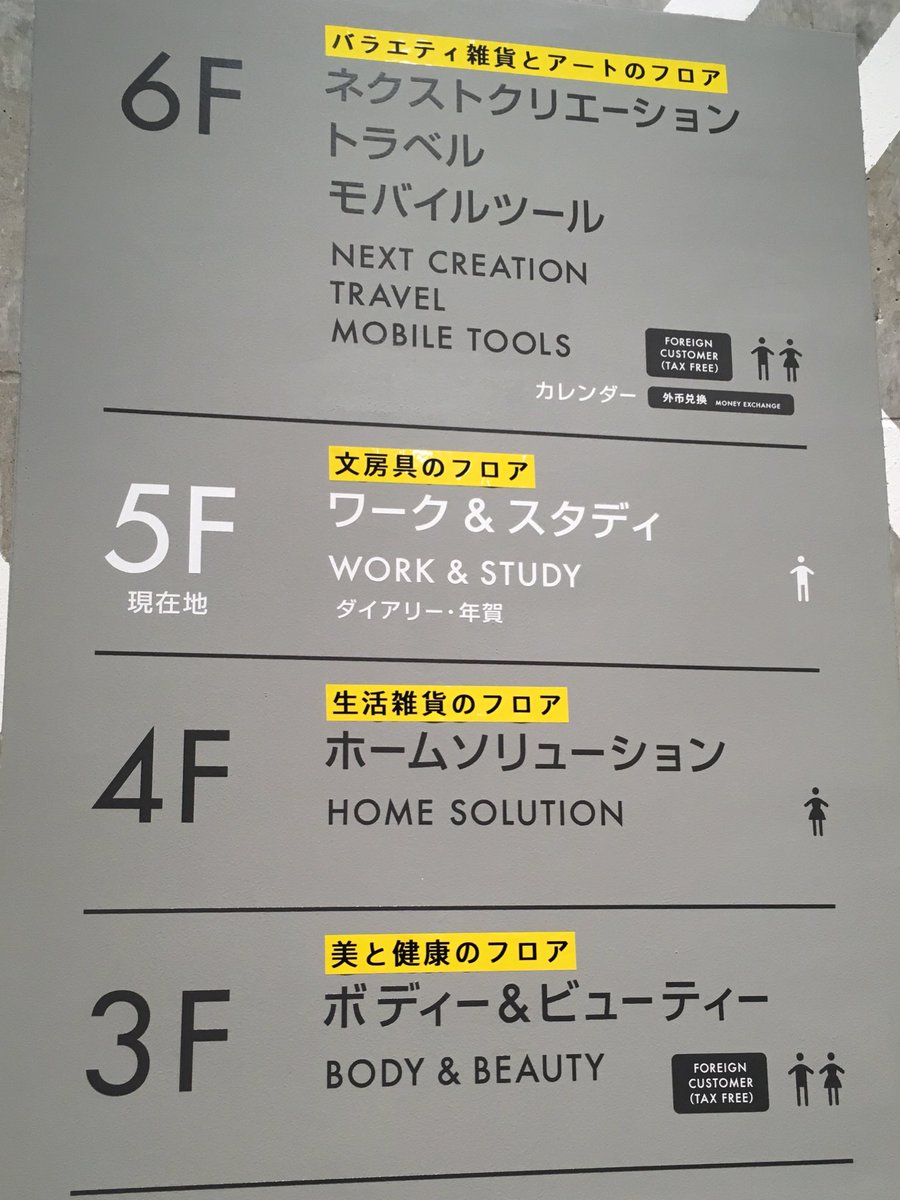 バラエティ雑貨とアートのフロア
6F
ネクストクリエーション
トラベル
モバイルツール
NEXT CREATION
TRAVEL
MOBILE TOOLS
FOREIGN
CUSTOMER
(TAX FREE)
カレンダー
外币兑换 MONEY EXCHANGE
文房具のフロア
5F
現在地
ワーク & スタディ
WORK & STUDY
ダイアリー・年賀
生活雑貨のフロア
4F
ホームソリューション
HOME SOLUTION
美と健康のフロア
3F
ボディー&ビューティー
BODY & BEAUTY
FOREIGN
CUSTOMER
(TAX FREE)